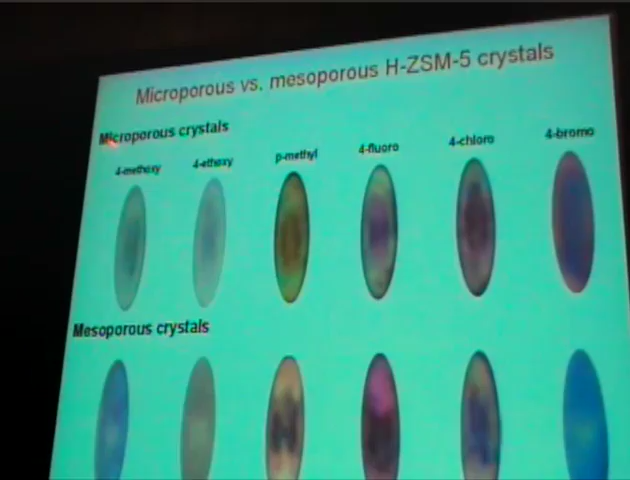 Microporous vs. mesoporous H-ZSM-5 crystals
Microporous crystals
4-methoxy 4-ethoxy p-methyl 4-fluoro 4-chloro 4-bromo
Mesoporous crystals